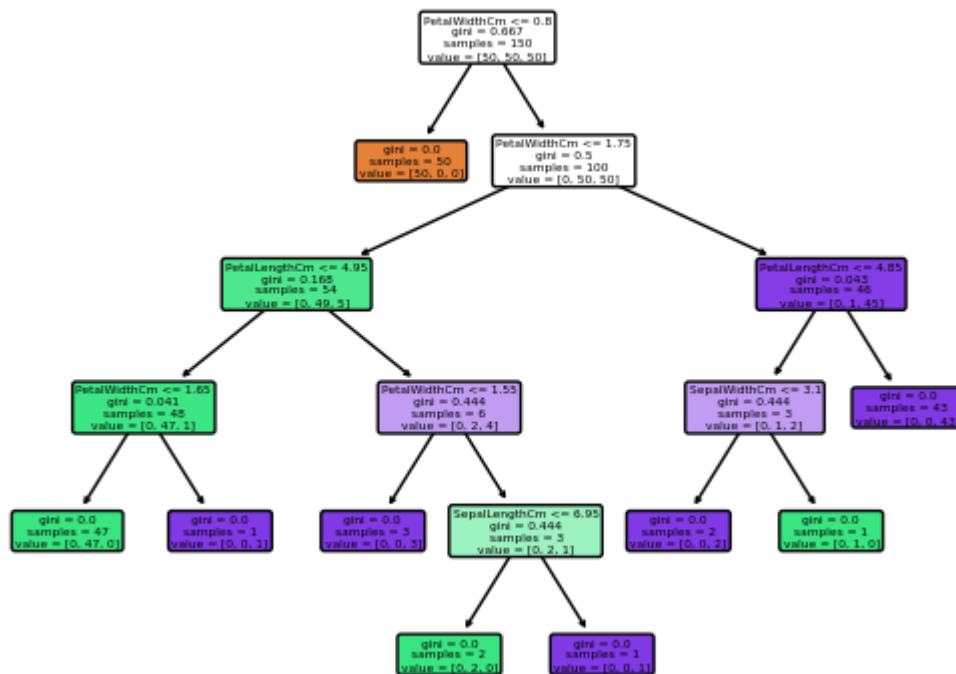 PetalWidthCm <= 0.8
gini = 0.667
samples = 150
value = [50, 50, 50]
gini = 0.0
samples = 50
value = [50, 0, 0]
PetalWidthCm <= 1.75
gini = 0.5
samples = 100
value = [0, 50, 50]
PetalLengthCm <= 4.95
gini = 0.168
samples = 54
value = [0, 49, 5]
PetalLengthCm <= 4.85
gini = 0.043
samples = 46
value = [0, 1, 45]
PetalWidthCm <= 1.65
gini = 0.041
samples = 48
value = [0, 47, 1]
PetalWidthCm <= 1.55
gini = 0.444
samples = 6
value = [0, 2, 4]
SepalWidthCm <= 3.1
gini = 0.444
samples = 3
value = [0, 1, 2]
gini = 0.0
samples = 43
value = [0, 0, 43]
gini = 0.0
samples = 47
value = [0, 47, 0]
gini = 0.0
samples = 1
value = [0, 0, 1]
gini = 0.0
samples = 3
value = [0, 0, 3]
SepalLengthCm <= 6.95
gini = 0.444
samples = 3
value = [0, 2, 1]
gini = 0.0
samples = 2
value = [0, 0, 2]
gini = 0.0
samples = 1
value = [0, 1, 0]
gini = 0.0
samples = 2
value = [0, 2, 0]
gini = 0.0
samples = 1
value = [0, 0, 1]